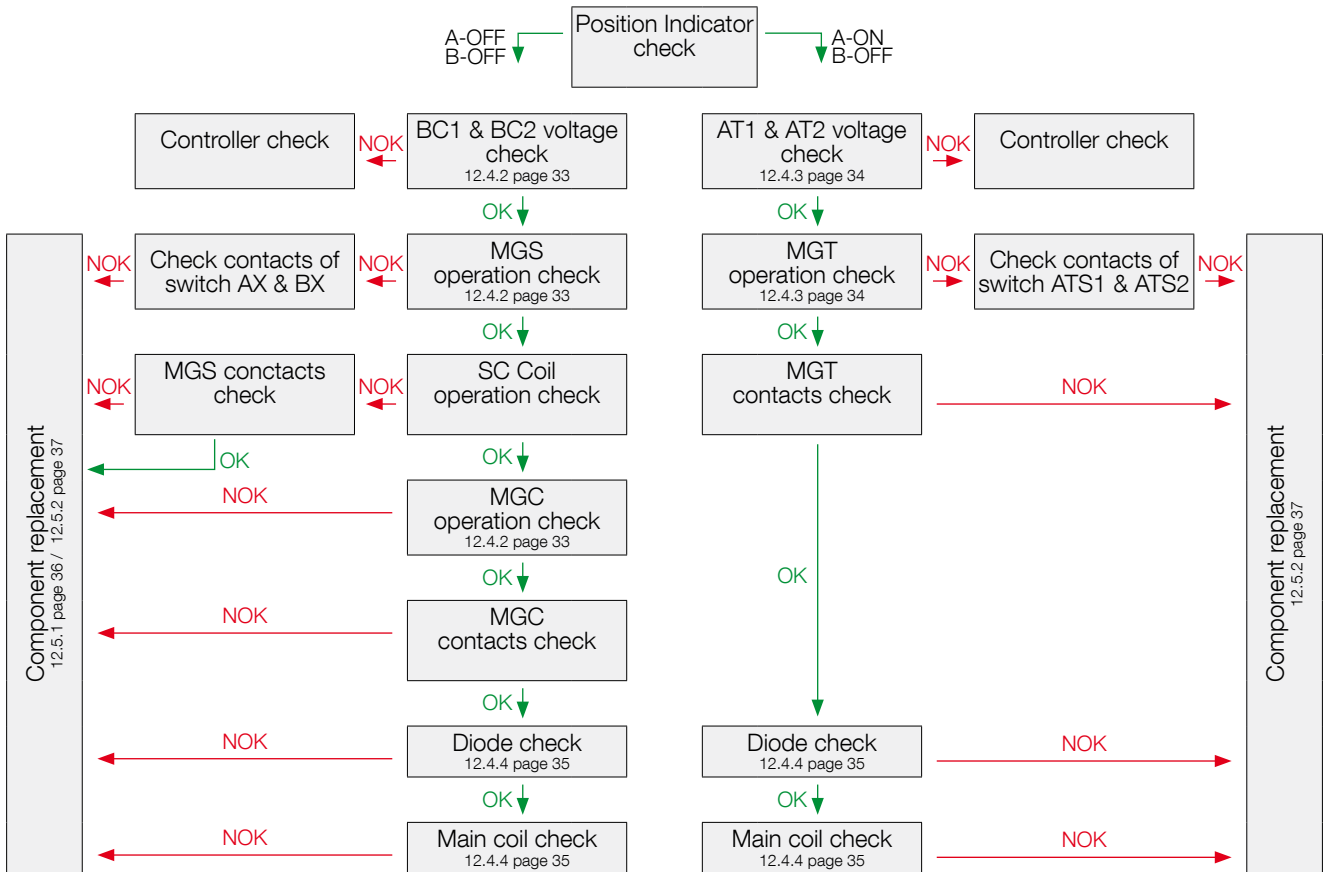 Position Indicator
check
A-OFF
B-OFF
A-ON
B-OFF
Controller check
NOK
BC1 & BC2 voltage
check
12.4.2 page 33
AT1 & AT2 voltage
check
12.4.3 page 34
NOK
Controller check
OK
OK
NOK
Check contacts of
switch AX & BX
NOK
MGS
operation check
12.4.2 page 33
MGT
operation check
12.4.3 page 34
NOK
Check contacts of
switch ATS1 & ATS2
NOK
OK
OK
NOK
MGS conctacts
check
NOK
SC Coil
operation check
MGT
contacts check
NOK
OK
OK
NOK
MGC
operation check
12.4.2 page 33
OK
OK
NOK
MGC
contacts check
OK
NOK
Diode check
12.4.4 page 35
Diode check
12.4.4 page 35
NOK
OK
OK
NOK
Main coil check
12.4.4 page 35
Main coil check
12.4.4 page 35
NOK
Component replacement
12.5.1 page 36 / 12.5.2 page 37
Component replacement
12.5.2 page 37